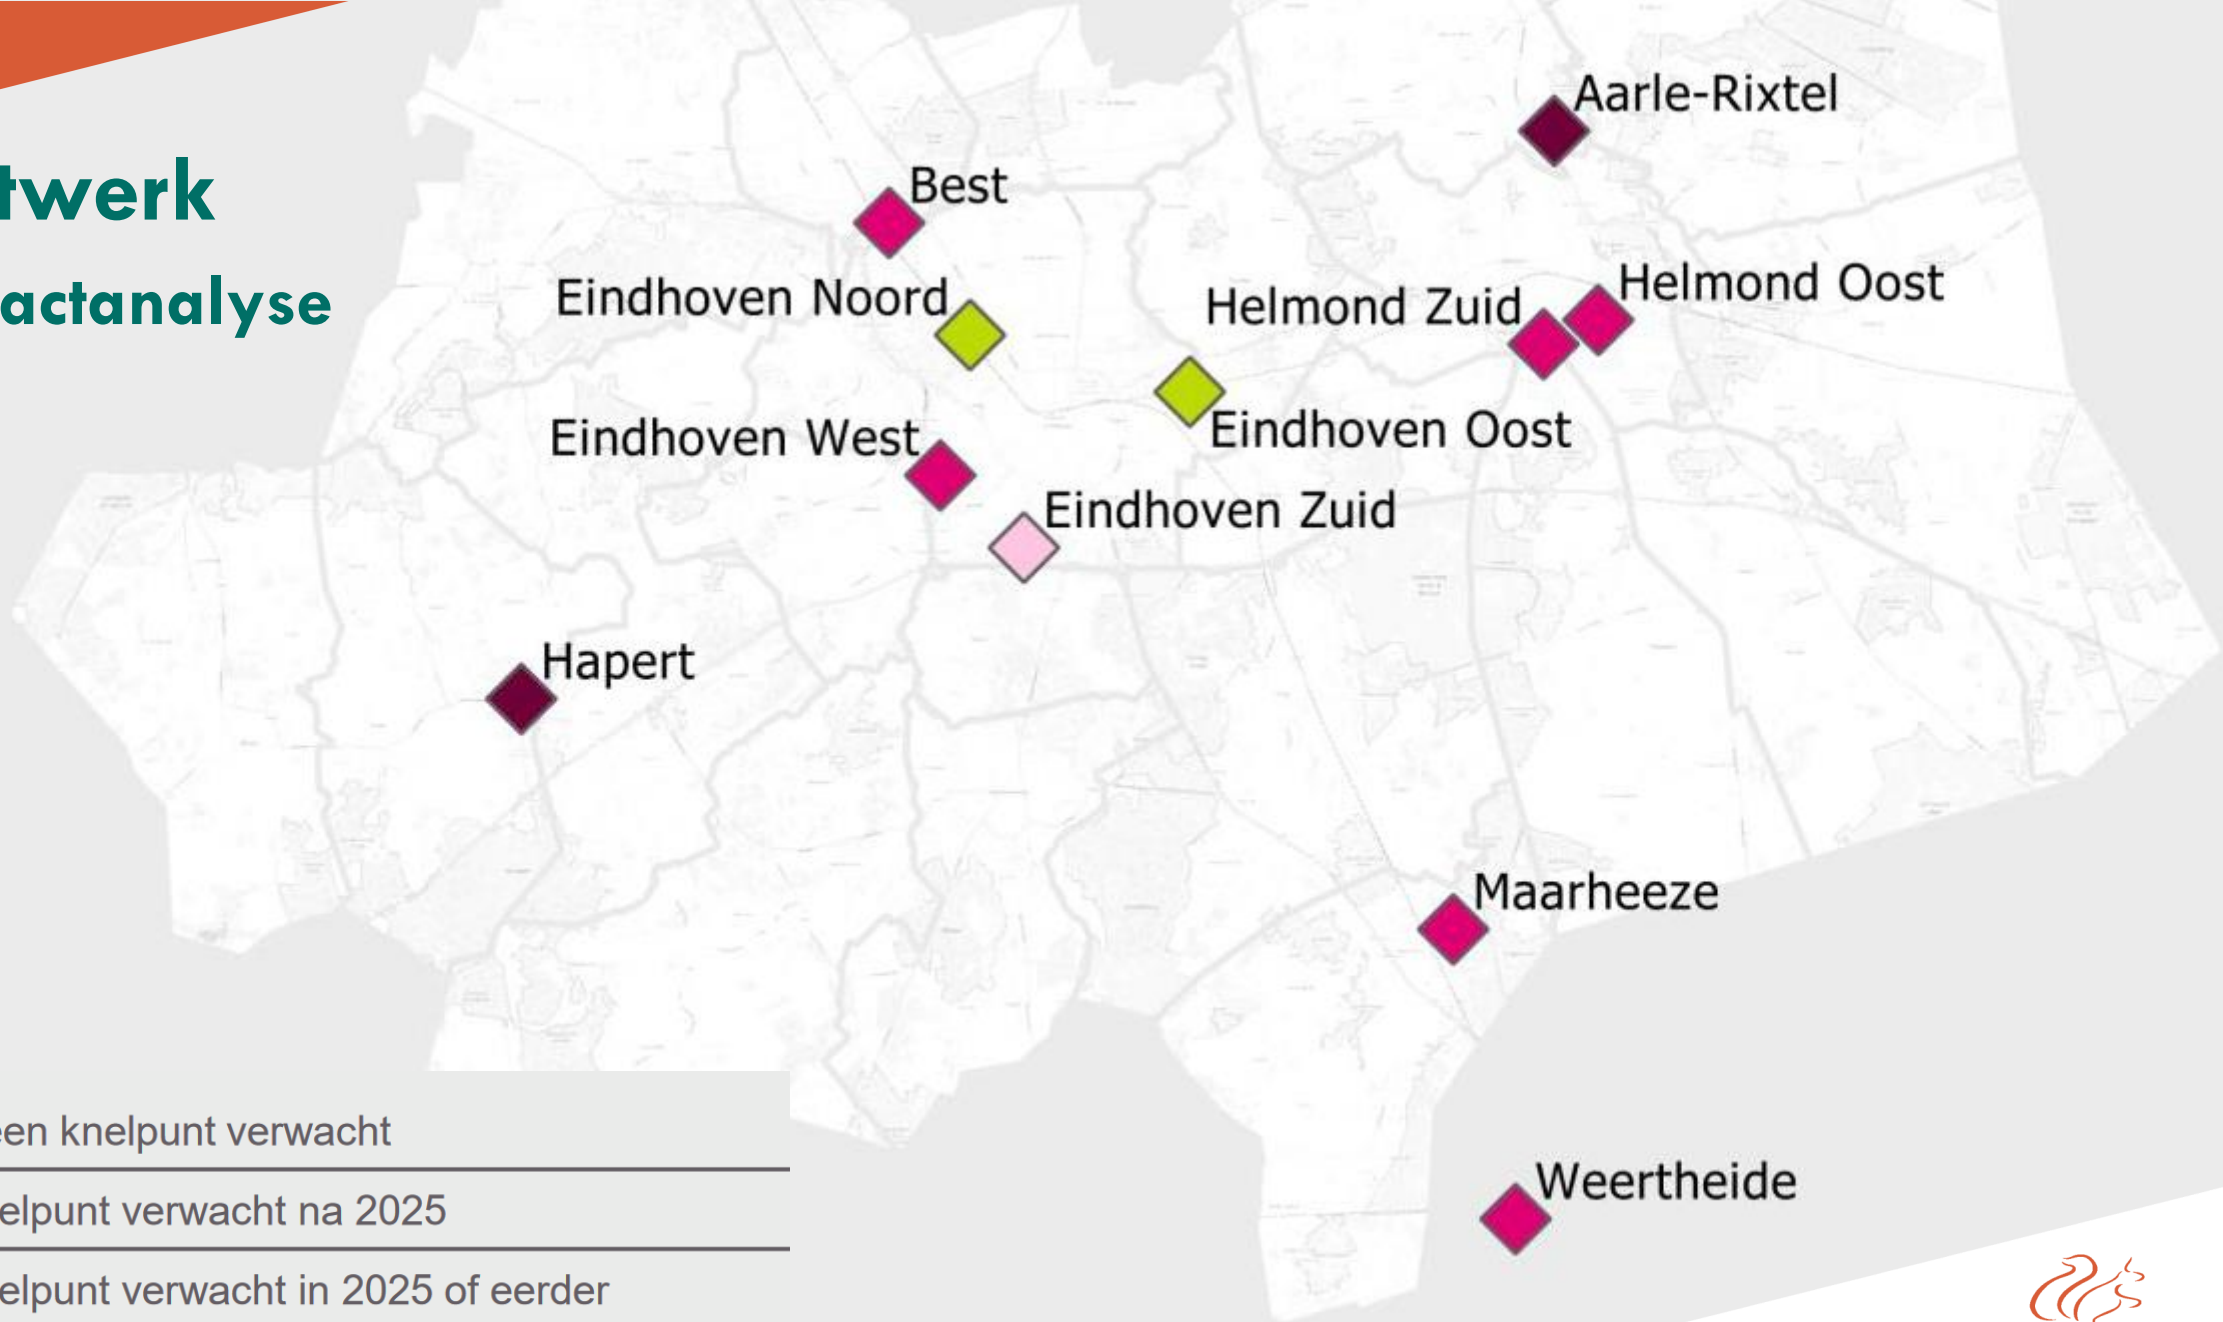 twerk
actanalyse
Aarle-Rixtel
Best
Eindhoven Noord
Helmond Zuid
Helmond Oost
Eindhoven West
Eindhoven Oost
Eindhoven Zuid
Hapert
Maarheeze
Weertheide
een knelpunt verwacht
elpunt verwacht na 2025
elpunt verwacht in 2025 of eerder